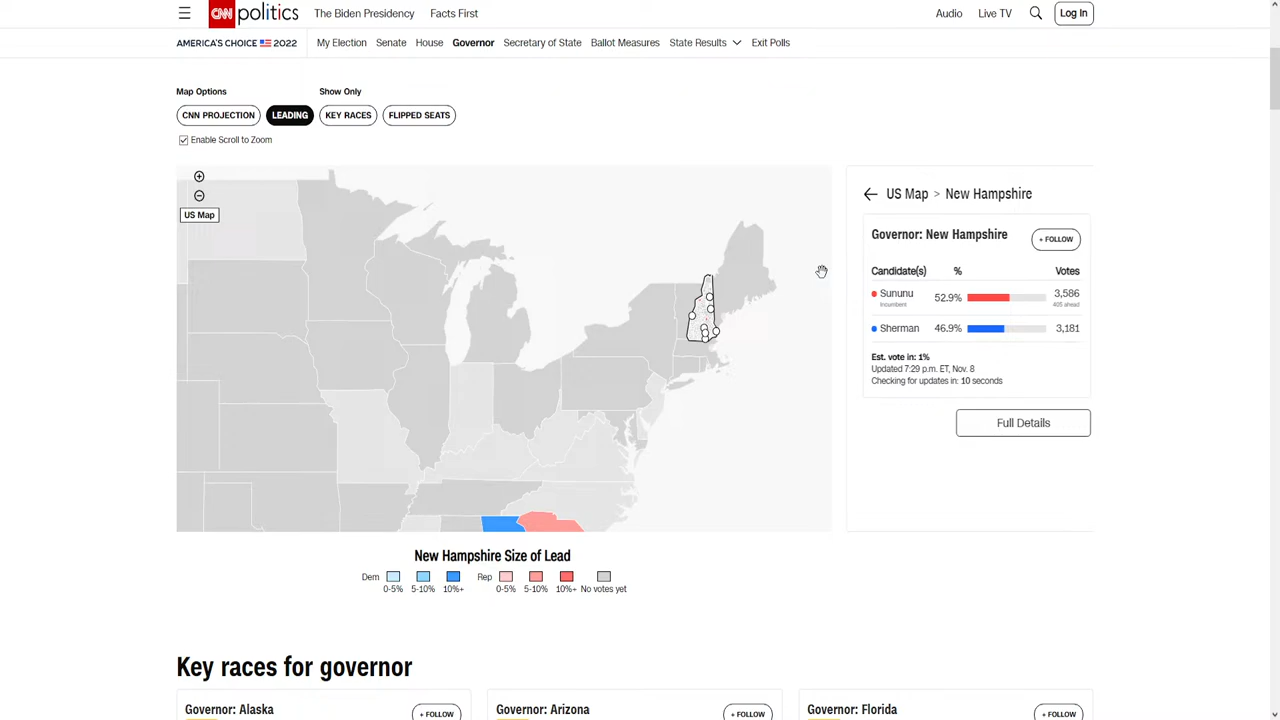 CNN politics The Biden Presidency Facts First Audio Live TV Log In
AMERICA'S CHOICE 2022 My Election Senate House Governor Secretary of State Ballot Measures State Results Exit Polls
Map Options Show Only
CNN PROJECTION LEADING KEY RACES FLIPPED SEATS
Enable Scroll to Zoom
US Map
US Map > New Hampshire
Governor: New Hampshire + FOLLOW
Candidate(s) % Votes
Sununu 52.9% 3,586
Incumbent 405 ahead
Sherman 46.9% 3,181
Est. vote in: 1%
Updated 7:29 p.m. ET, Nov. 8
Checking for updates in: 10 seconds
Full Details
New Hampshire Size of Lead
Dem Rep
0-5% 5-10% 10%+ 0-5% 5-10% 10%+ No votes yet
Key races for governor
Governor: Alaska + FOLLOW Governor: Arizona + FOLLOW Governor: Florida + FOLLOW